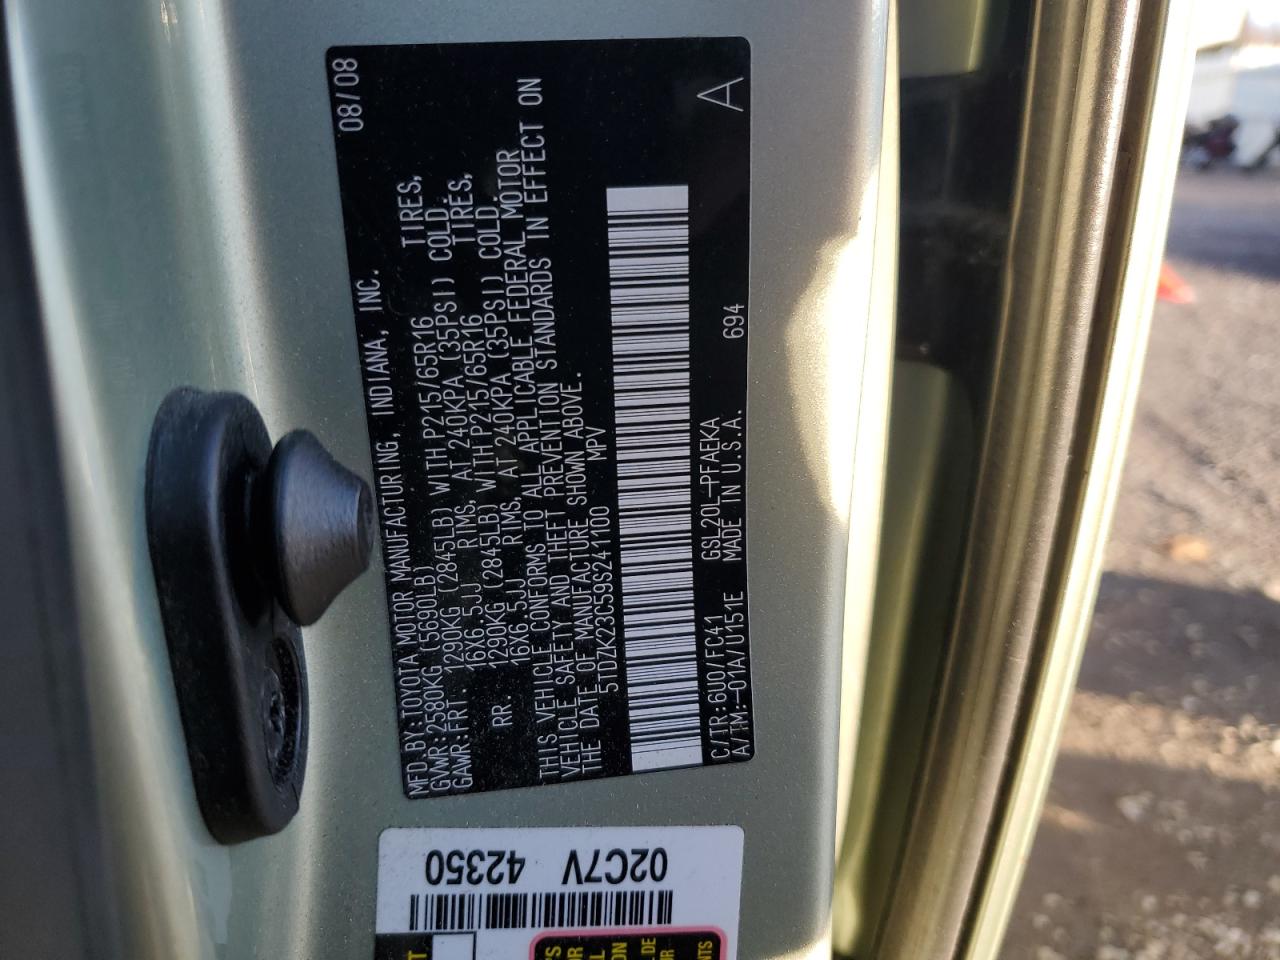 MFD.BY:TOYOTA MOTOR MANUFACTURING, INDIANA, INC. 08/08
GVWR:2580KG(5690LB)
GAWR:FRT. 1290KG(2845LB) WITH P215/65R16 TIRES,
16X6.5JJ RIMS, AT 240KPA (35PSI) COLD.
RR. 1290KG(2845LB) WITH P215/65R16 TIRES,
16X6.5JJ RIMS, AT 240KPA (35PSI) COLD.
THIS VEHICLE CONFORMS TO ALL APPLICABLE FEDERAL MOTOR
VEHICLE SAFETY AND THEFT PREVENTION STANDARDS IN EFFECT ON
THE DATE OF MANUFACTURE SHOWN ABOVE.
5TDZK23C59S241100 MPV
C/TR:6U0/FC41 GSL20L-PFAEKA
A/TM:-01A/U151E MADE IN U.S.A. 694 A
02C7V 42350